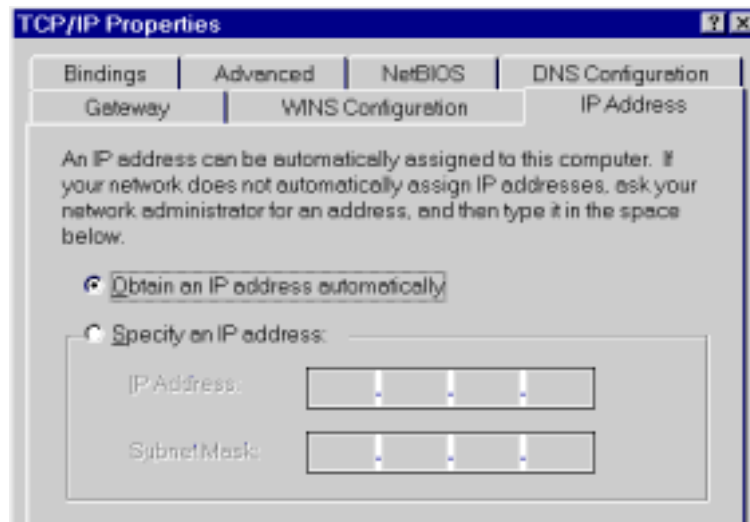 TCP/IP Properties
Bindings Advanced NetBIOS DNS Configuration
Gateway WINS Configuration IP Address
An IP address can be automatically assigned to this computer. If
your network does not automatically assign IP addresses, ask your
network administrator for an address, and then type it in the space
below.
Obtain an IP address automatically
Specify an IP address:
IP Address:
Subnet Mask: